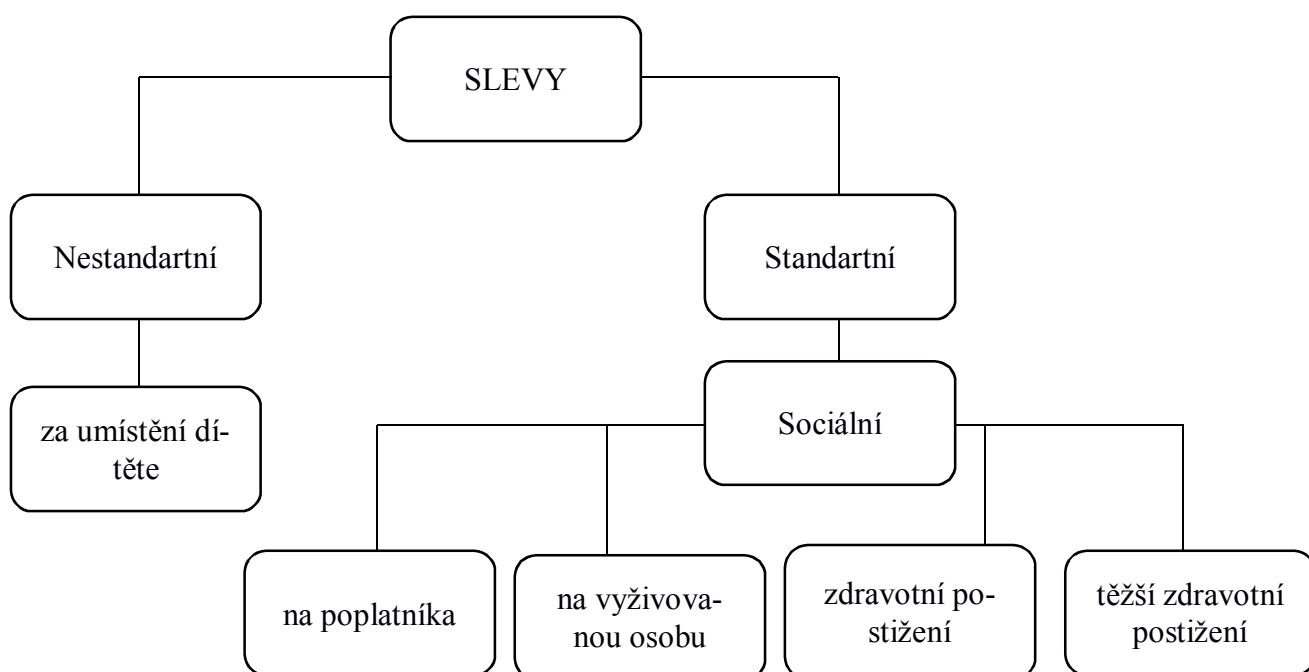 SLEVY
Nestandartní
Standartní
za umístění dí-
těte
Sociální
na poplatníka
na vyživova-
nou osobu
zdravotní po-
stižení
těžší zdravotní
postižení